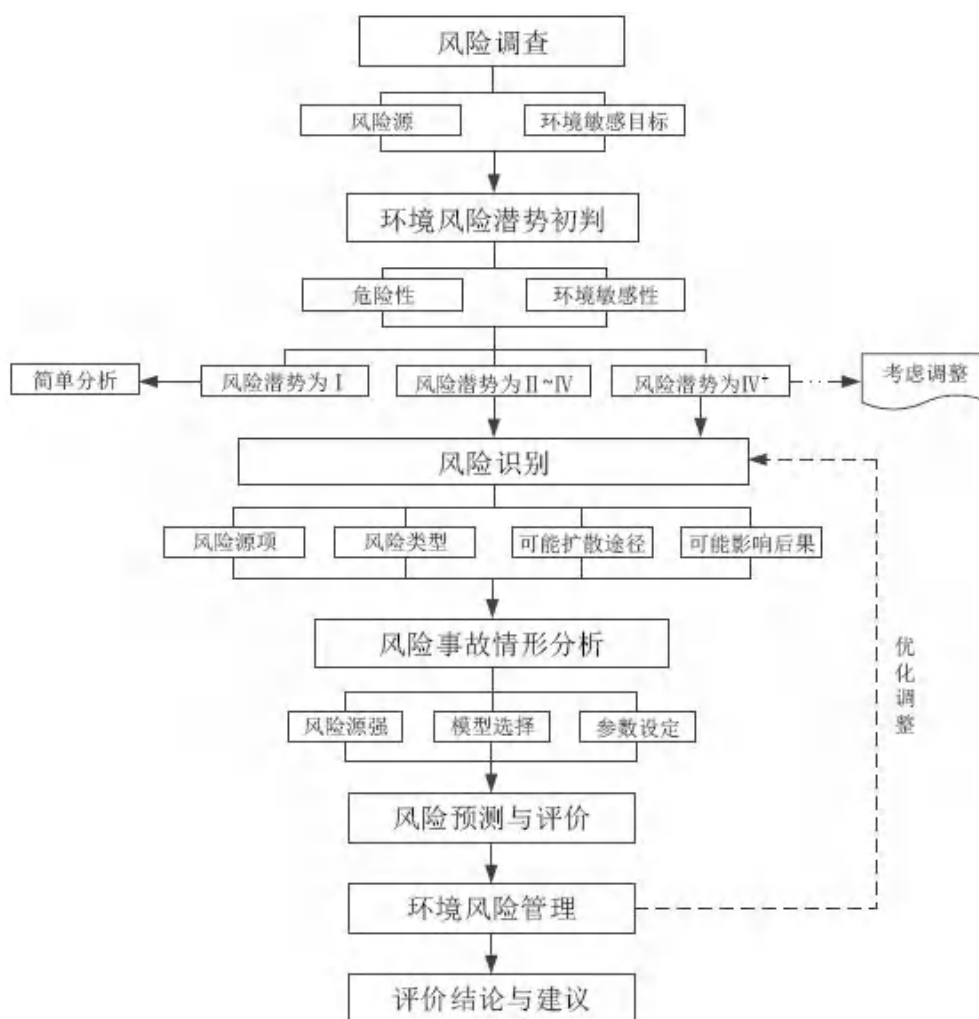 风险调查
风险源
环境敏感目标
环境风险潜势初判
危险性
环境敏感性
简单分析
风险潜势为Ⅰ
风险潜势为Ⅱ~Ⅳ
风险潜势为Ⅳ⁺
考虑调整
风险识别
风险源项
风险类型
可能扩散途径
可能影响后果
风险事故情形分析
优化调整
风险源强
模型选择
参数设定
风险预测与评价
环境风险管理
评价结论与建议